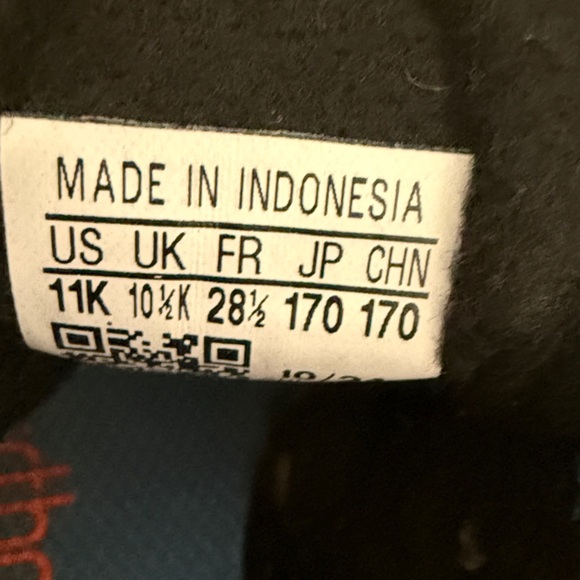 MADE IN INDONESIA
US UK FR JP CHN
11K 10½K 28½ 170 170